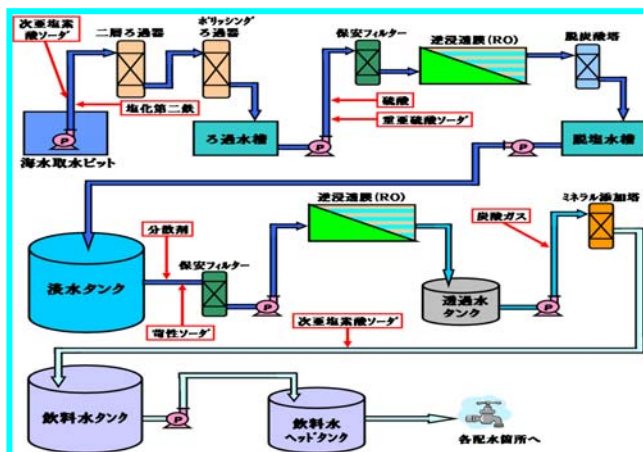 次亜塩素
酸ソーダ
二層ろ過器
ポリッシング
ろ過器
保安フィルター
逆浸透膜(RO)
脱炭酸塔
塩化第二鉄
硫酸
重亜硫酸ソーダ
P
海水取水ピット
ろ過水槽
P
P
脱塩水槽
逆浸透膜(RO)
ミネラル添加塔
炭酸ガス
分散剤
保安フィルター
淡水タンク
苛性ソーダ
P
透過水
タンク
P
次亜塩素酸ソーダ
飲料水タンク
P
飲料水
ヘッドタンク
各配水箇所へ